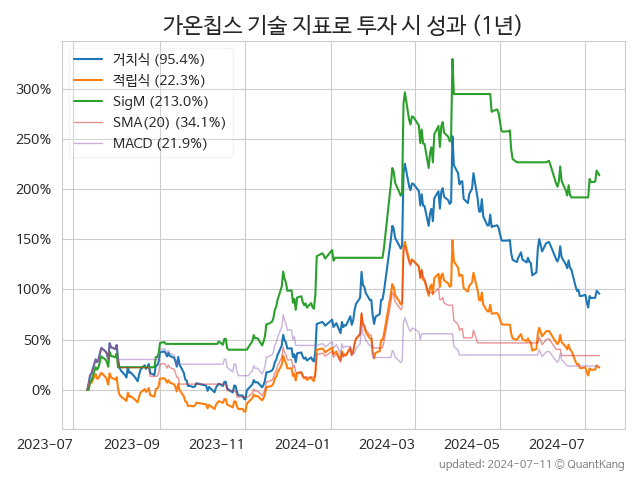 가온칩스 기술 지표로 투자 시 성과 (1년)
거치식 (95.4%)
적립식 (22.3%)
SigM (213.0%)
SMA(20) (34.1%)
MACD (21.9%)
300%
250%
200%
150%
100%
50%
0%
2023-07 2023-09 2023-11 2024-01 2024-03 2024-05 2024-07
updated: 2024-07-11 © QuantKang